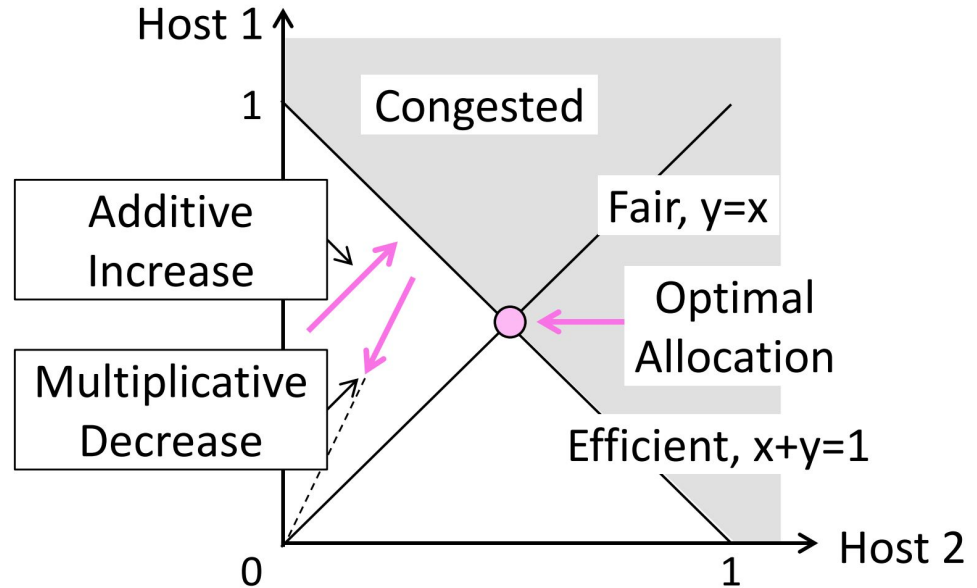 Host 1
1
Congested
Additive
Increase
Fair, y=x
Optimal
Allocation
Multiplicative
Decrease
Efficient, x+y=1
Host 2
0
1